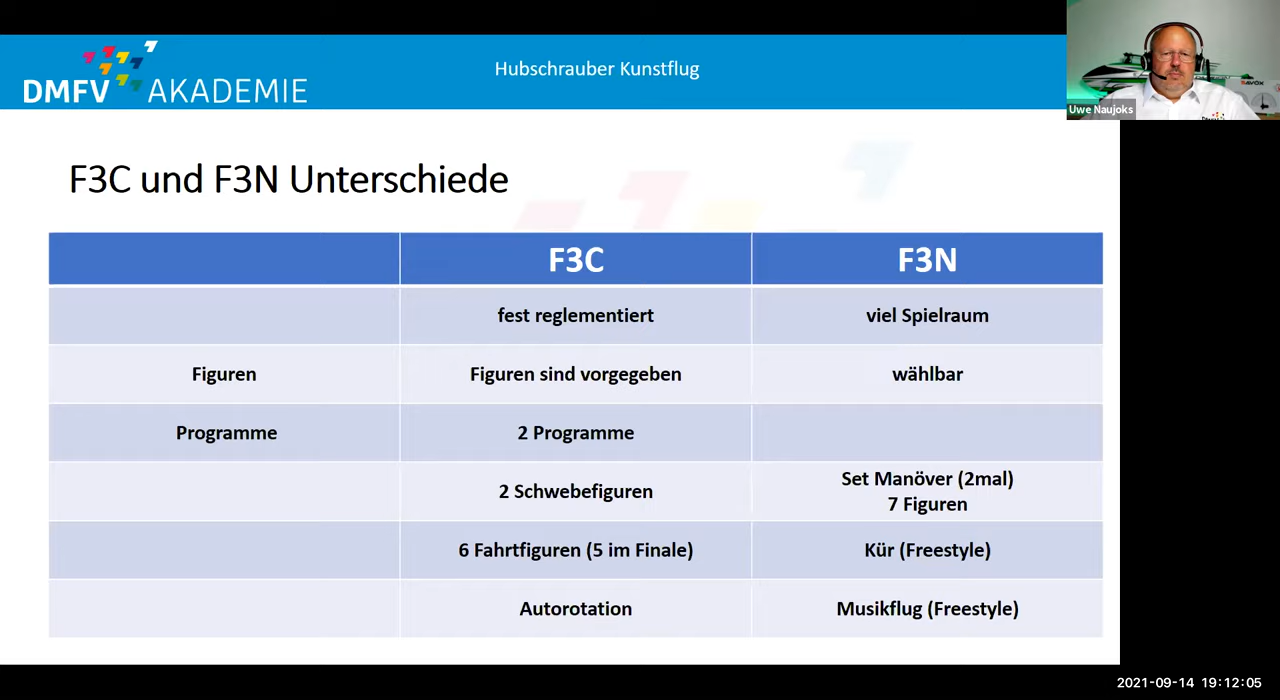 DMFV AKADEMIE
Hubschrauber Kunstflug
Uwe Naujoks
F3C und F3N Unterschiede
F3C F3N
fest reglementiert viel Spielraum
Figuren Figuren sind vorgegeben wählbar
Programme 2 Programme
2 Schwebefiguren Set Manöver (2mal)
7 Figuren
6 Fahrtfiguren (5 im Finale) Kür (Freestyle)
Autorotation Musikflug (Freestyle)
2021-09-14 19:12:05